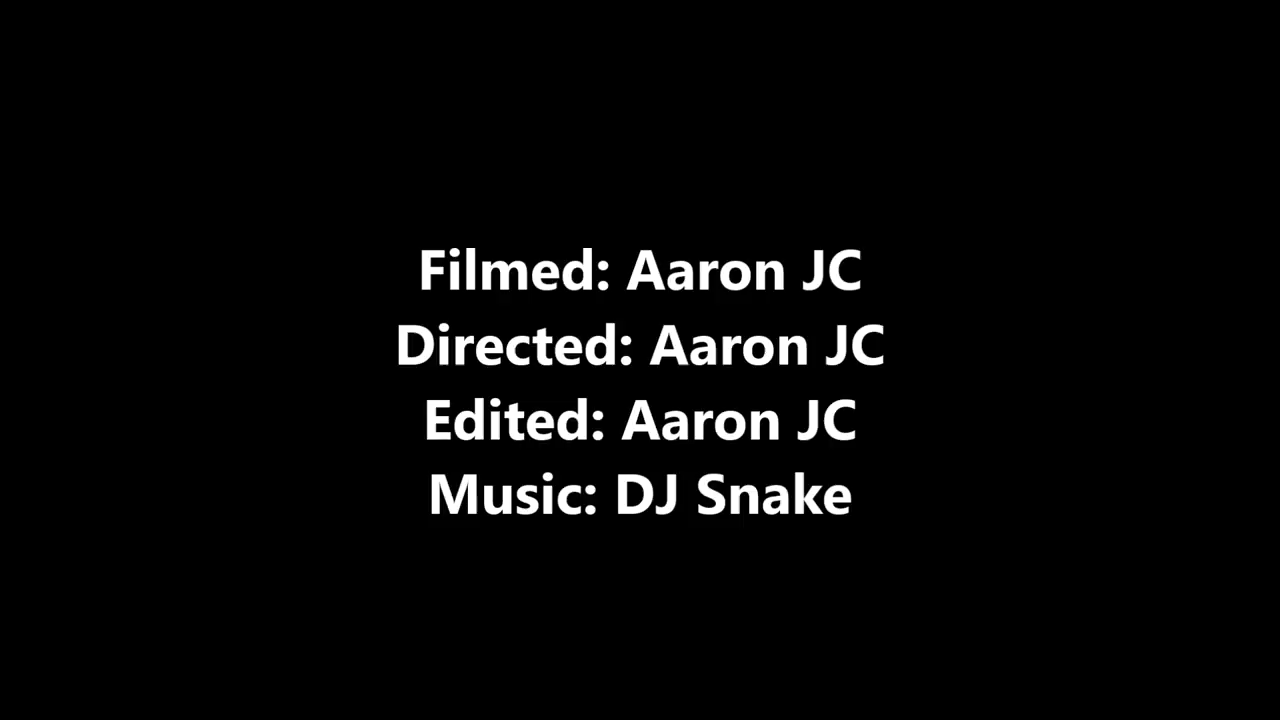 Filmed: Aaron JC
Directed: Aaron JC
Edited: Aaron JC
Music: DJ Snake